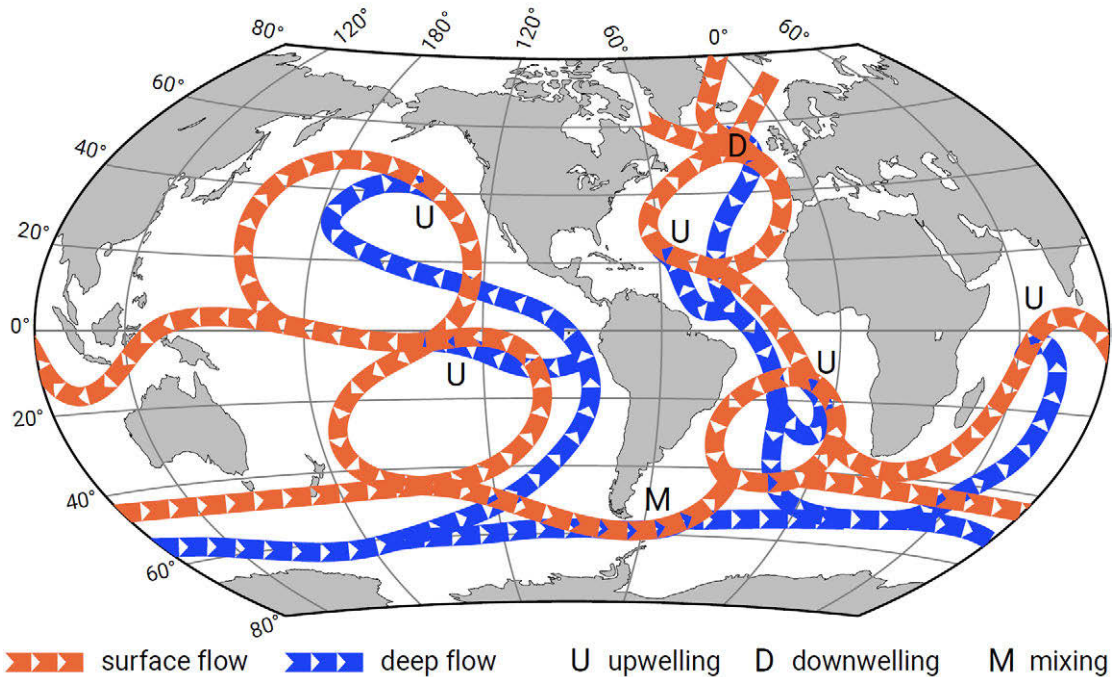 80° 120° 180° 120° 60° 0° 60°
60°
40°
D
U
U
20°
U
0°
U
U
20°
40°
M
60°
80°
surface flow deep flow U upwelling D downwelling M mixing